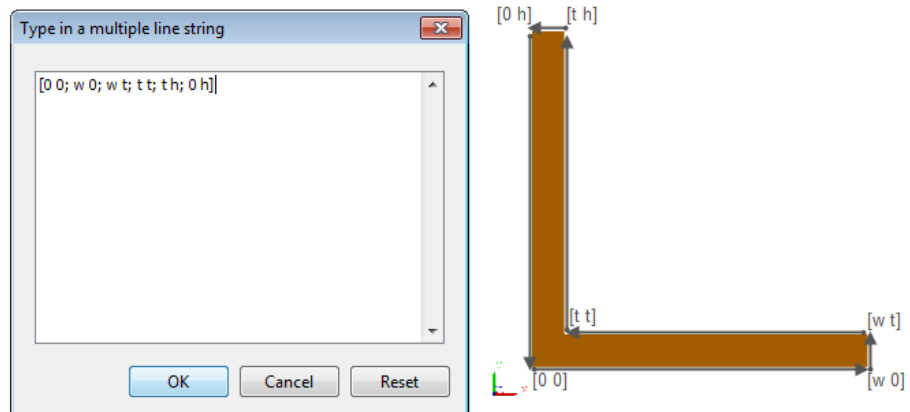 Type in a multiple line string
[0 0; w 0; w t; t t; t h; 0 h]
OK
Cancel
Reset
[0 h]
[t h]
[t t]
[w t]
[0 0]
[w 0]